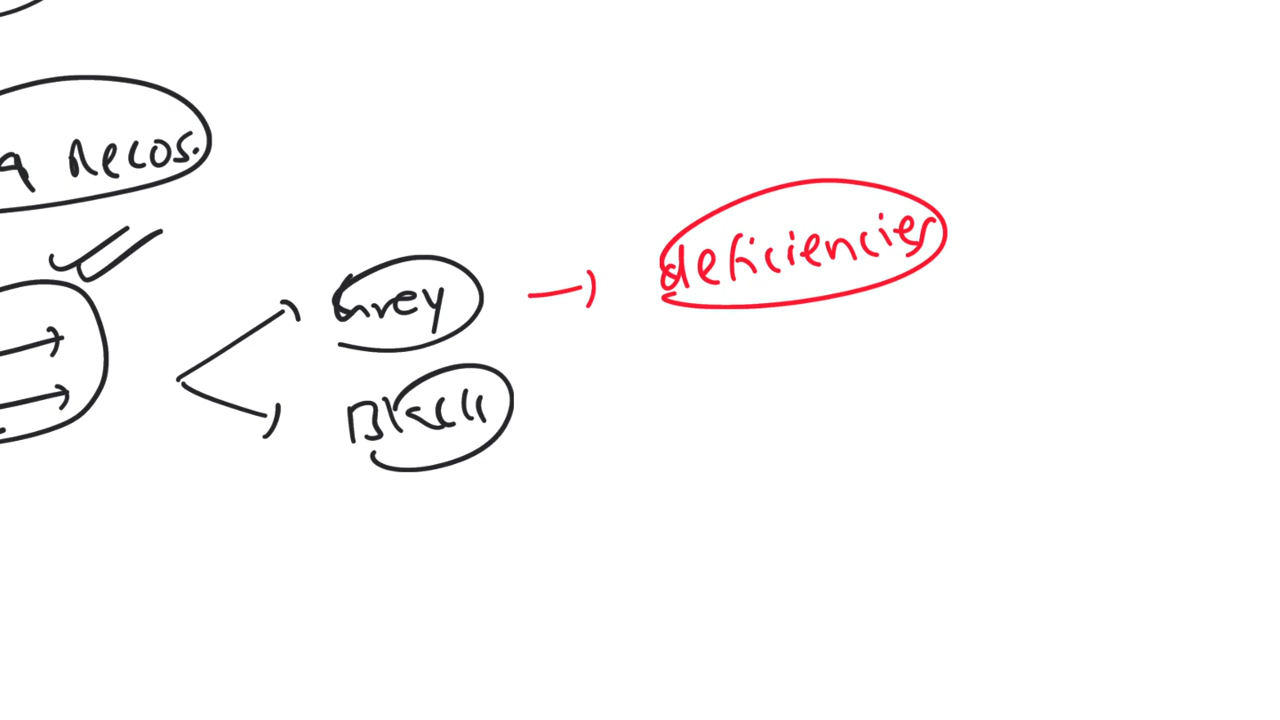 Recos.
Grey → deficiencies
Black